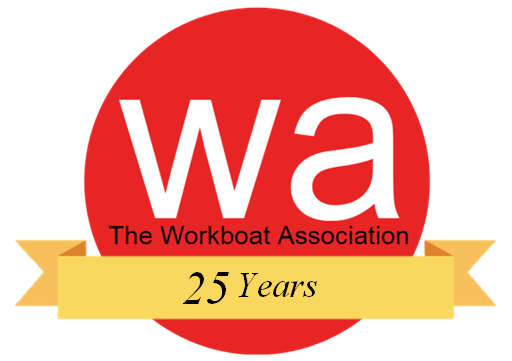 wa
The Workboat Association
25 Years